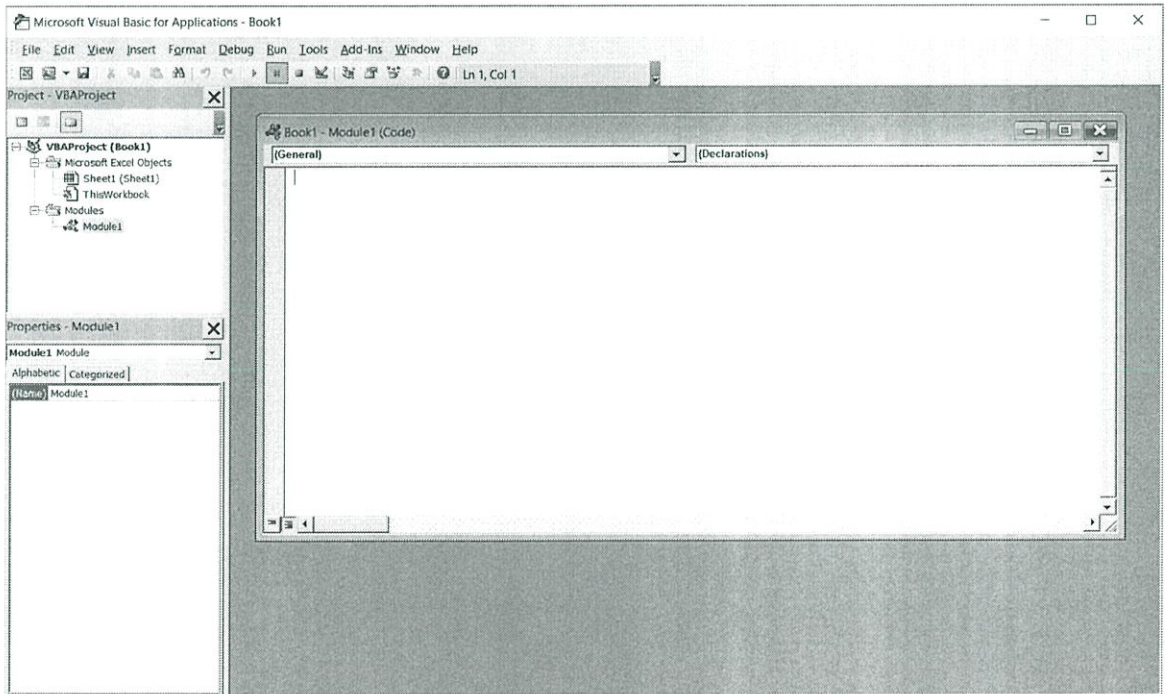 Microsoft Visual Basic for Applications - Book1
File Edit View Insert Format Debug Run Tools Add-Ins Window Help
Ln 1, Col 1
Project - VBAProject
VBAProject (Book1)
Microsoft Excel Objects
Sheet1 (Sheet1)
ThisWorkbook
Modules
Module1
Properties - Module1
Module1 Module
Alphabetic Categorized
(Name) Module1
Book1 - Module1 (Code)
(General) (Declarations)